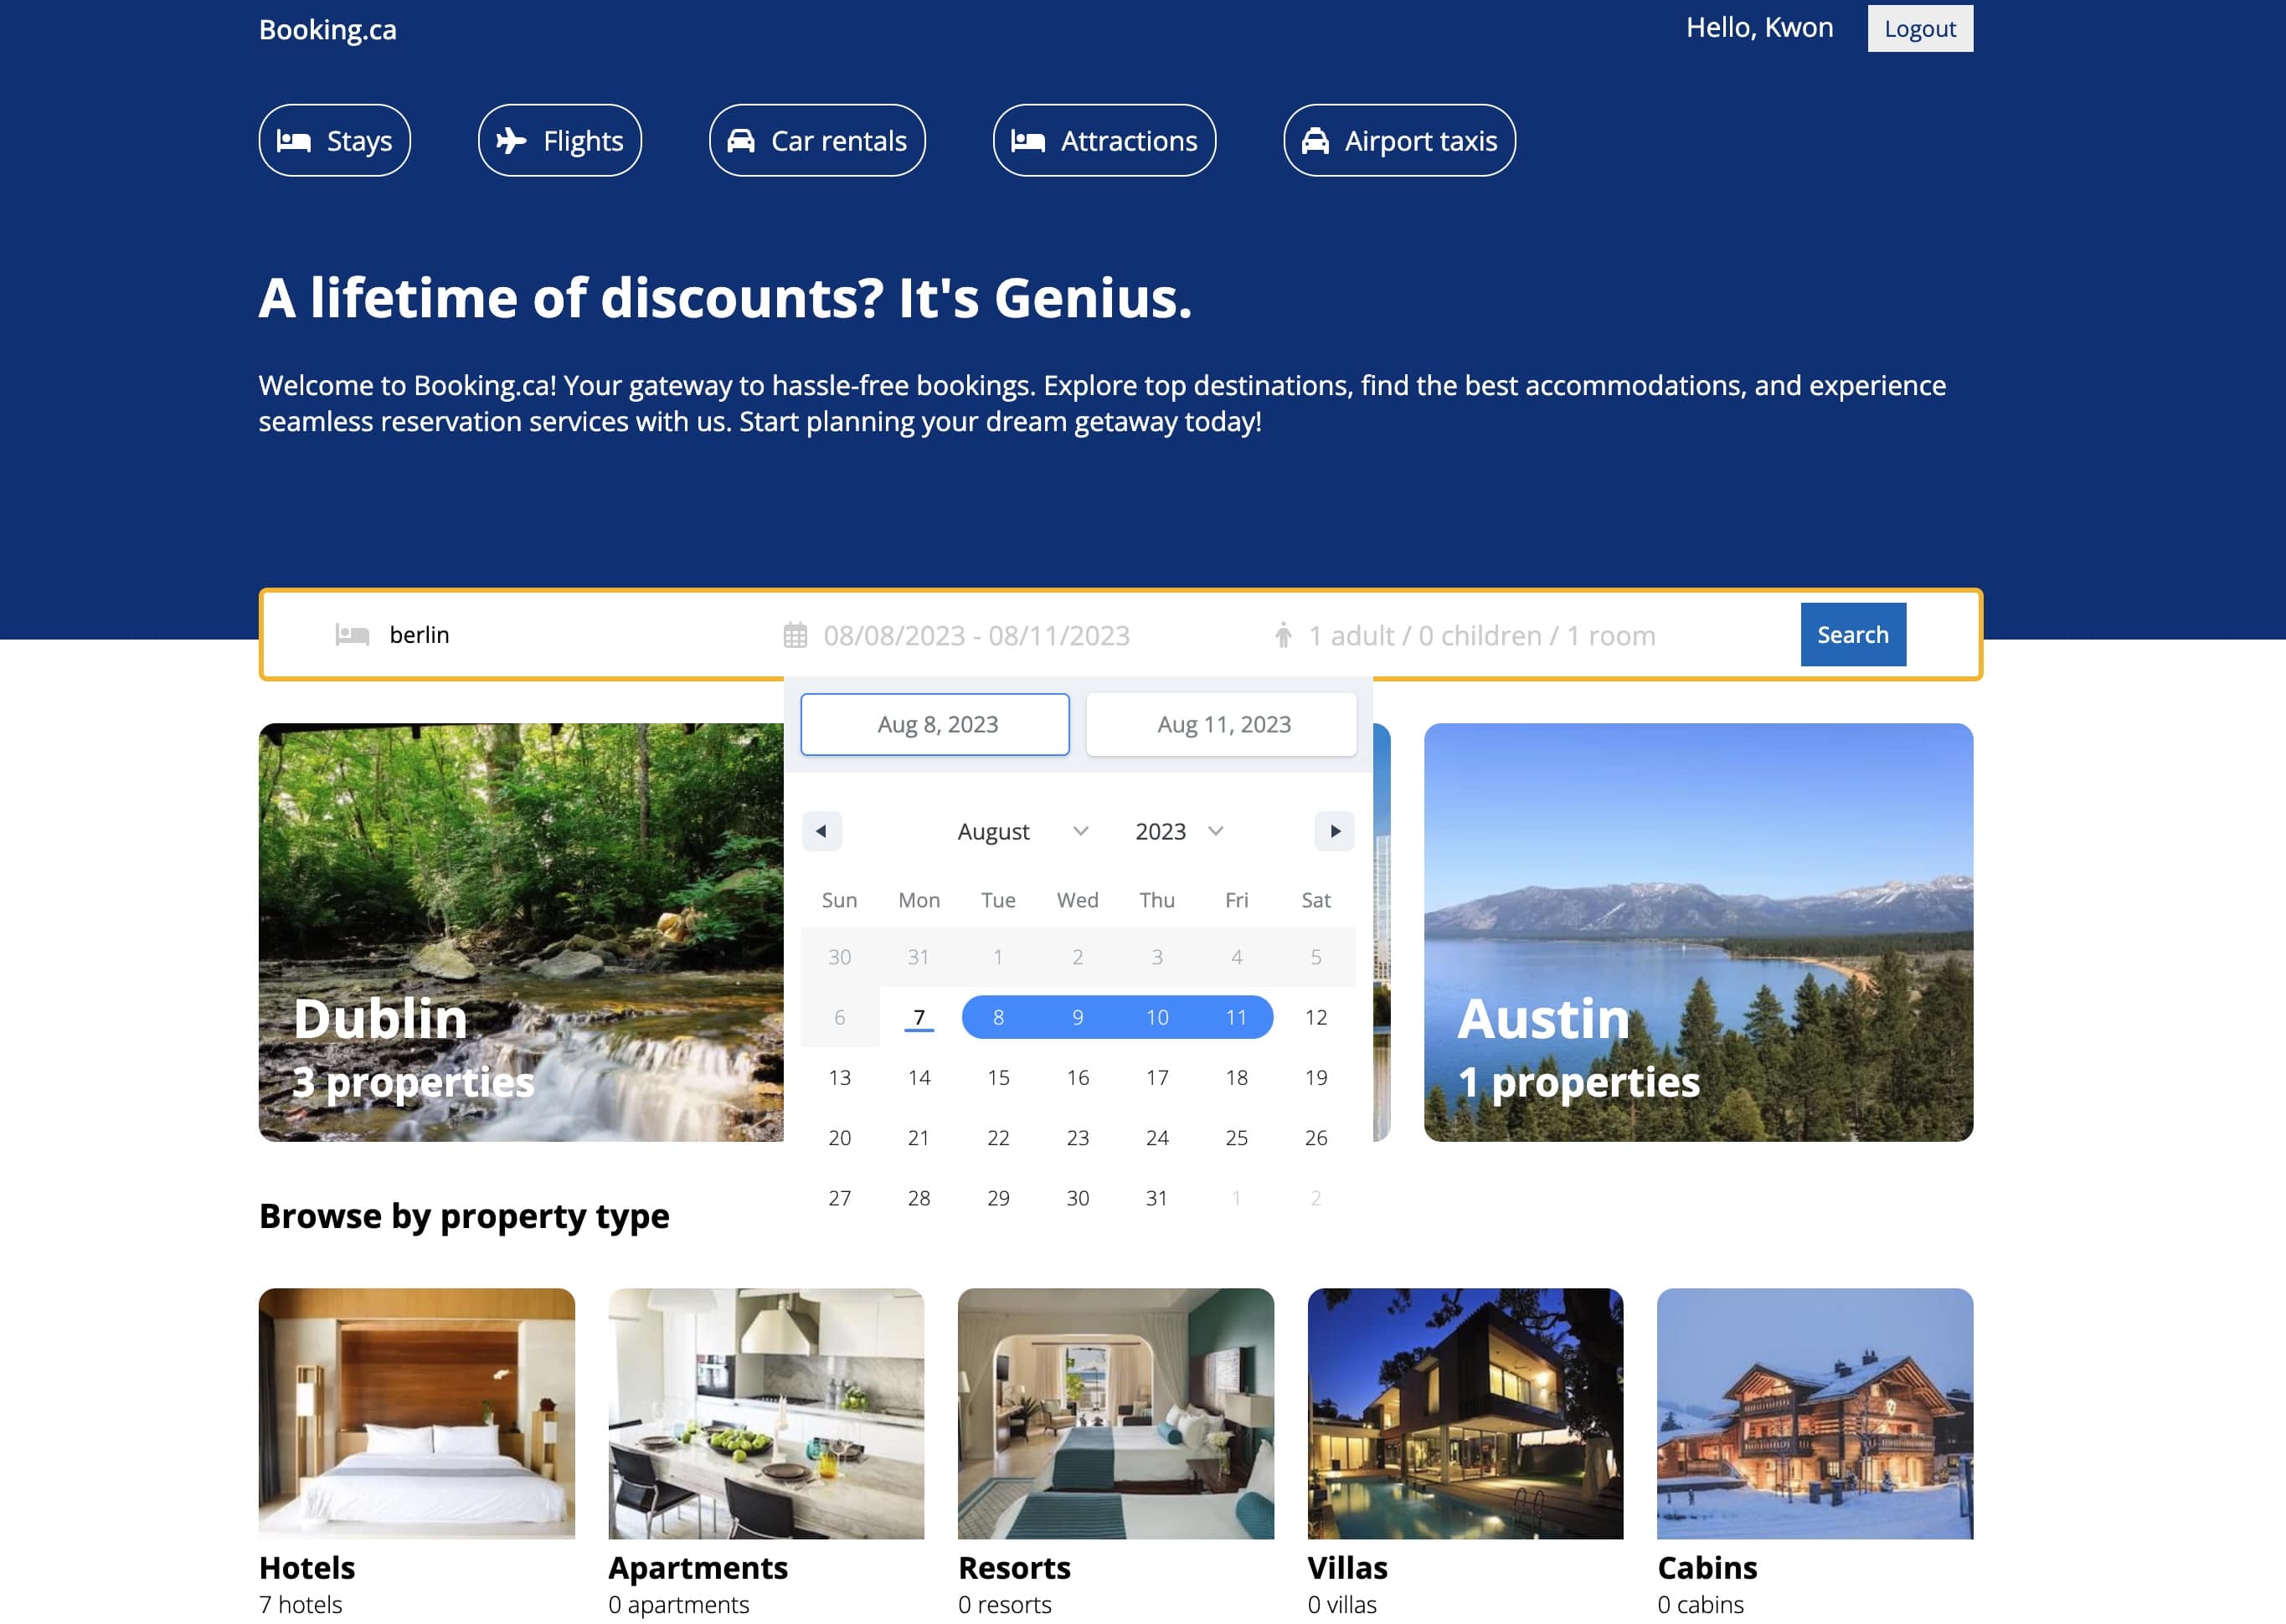 Booking.ca
Hello, Kwon
Logout
Stays
Flights
Car rentals
Attractions
Airport taxis
A lifetime of discounts? It's Genius.
Welcome to Booking.ca! Your gateway to hassle-free bookings. Explore top destinations, find the best accommodations, and experience
seamless reservation services with us. Start planning your dream getaway today!
berlin
08/08/2023 - 08/11/2023
1 adult / 0 children / 1 room
Search
Aug 8, 2023
Aug 11, 2023
August
2023
Sun Mon Tue Wed Thu Fri Sat
30 31 1 2 3 4 5
6 7 8 9 10 11 12
13 14 15 16 17 18 19
20 21 22 23 24 25 26
27 28 29 30 31 1 2
Dublin
3 properties
Austin
1 properties
Browse by property type
Hotels
7 hotels
Apartments
0 apartments
Resorts
0 resorts
Villas
0 villas
Cabins
0 cabins